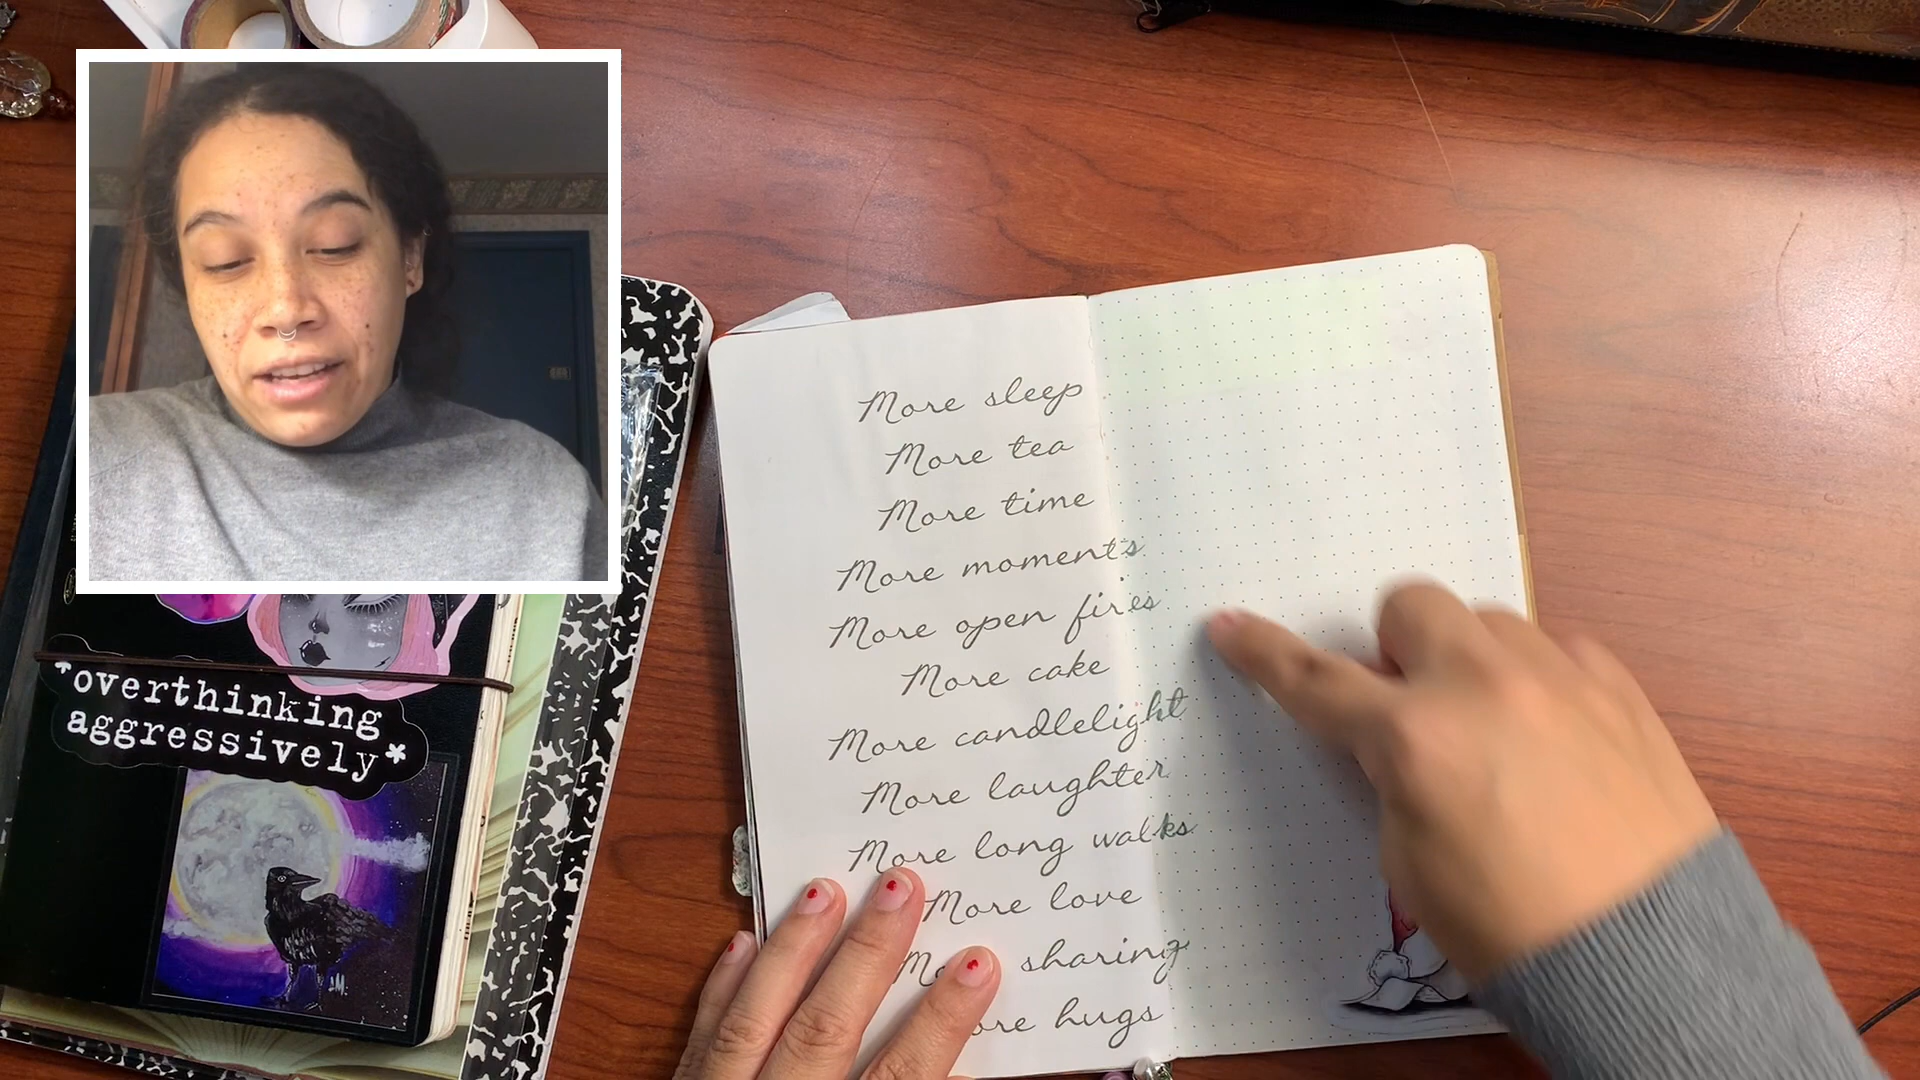 More sleep
More tea
More time
More moments
More open fires
More cake
More candlelight
More laughter
More long walks
More love
sharing
hugs
*overthinking
aggressively*